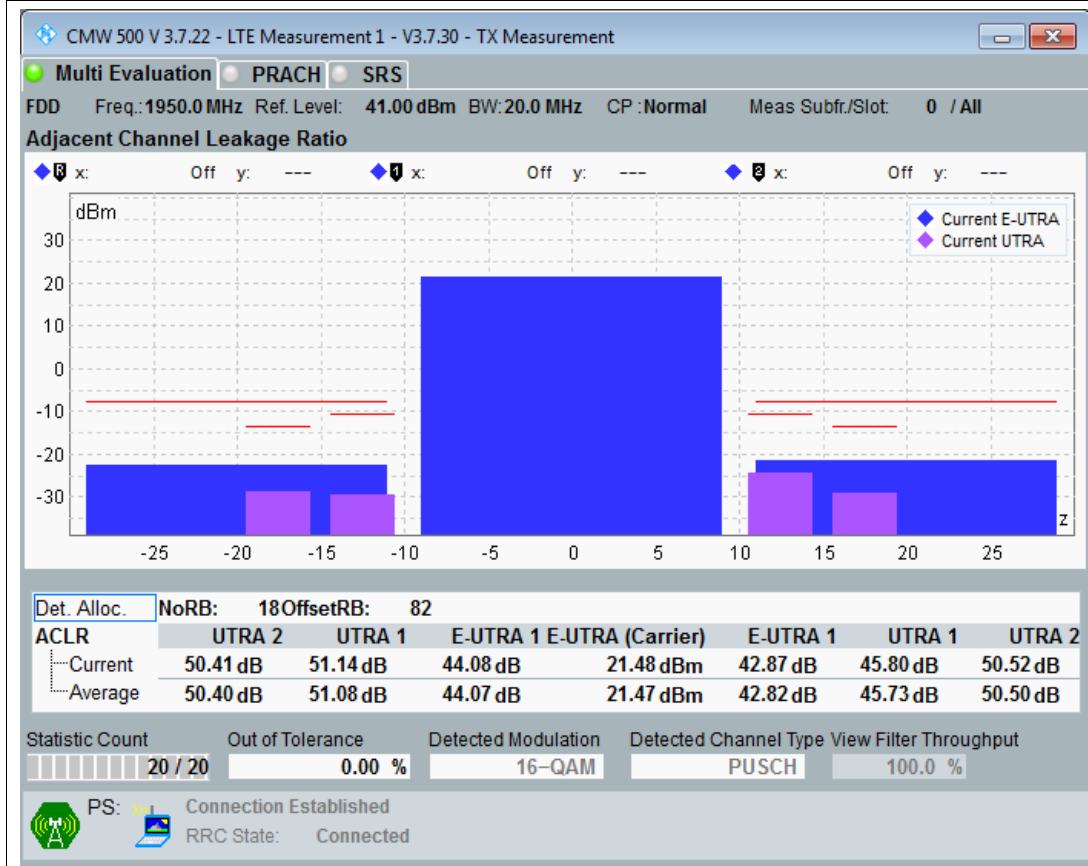 CMW 500 V 3.7.22 - LTE Measurement 1 - V3.7.30 - TX Measurement
Multi Evaluation PRACH SRS
FDD Freq.: 1950.0 MHz Ref. Level: 41.00 dBm BW: 20.0 MHz CP : Normal Meas Subfr./Slot: 0 / All
Adjacent Channel Leakage Ratio
R x: Off y: --- 1 x: Off y: --- 2 x: Off y: ---
dBm
Current E-UTRA
Current UTRA
30
20
10
0
-10
-20
-30
z
-25 -20 -15 -10 -5 0 5 10 15 20 25
Det. Alloc. NoRB: 18 OffsetRB: 82
ACLR UTRA 2 UTRA 1 E-UTRA 1 E-UTRA (Carrier) E-UTRA 1 UTRA 1 UTRA 2
Current 50.41 dB 51.14 dB 44.08 dB 21.48 dBm 42.87 dB 45.80 dB 50.52 dB
Average 50.40 dB 51.08 dB 44.07 dB 21.47 dBm 42.82 dB 45.73 dB 50.50 dB
Statistic Count Out of Tolerance Detected Modulation Detected Channel Type View Filter Throughput
20 / 20 0.00 % 16-QAM PUSCH 100.0 %
PS: Connection Established
RRC State: Connected